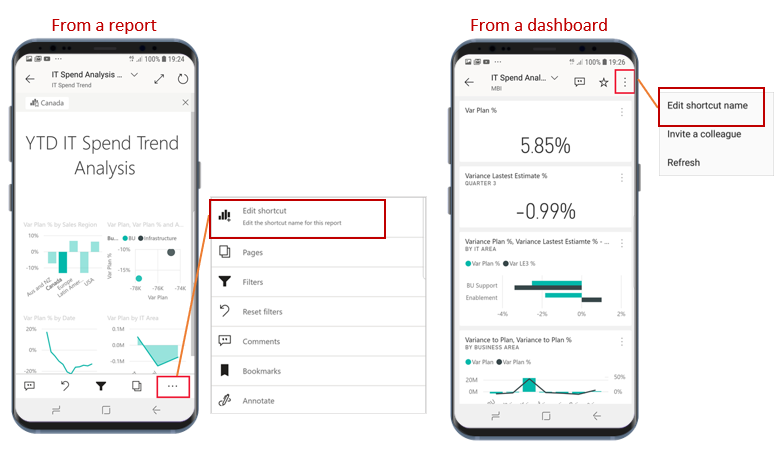 From a report
From a dashboard
100% 19:24
IT Spend Analysis ...
IT Spend Trend
Canada
YTD IT Spend Trend
Analysis
Var Plan % by Sales Region
10%
0%
-10%
Aus and NZ
Canada
Europe
Latin Amer...
USA
Var Plan, Var Plan % and A...
Bu...
BU
Infrastructure
Var Plan %
-10%
-15%
-78K
-76K
-74K
Var Plan
Var Plan % by Date
20%
0%
-20%
Var Plan by IT Area
0.1M
0.0M
-0.1M
Edit shortcut
Edit the shortcut name for this report
Pages
Filters
Reset filters
Comments
Bookmarks
Annotate
100% 19:26
IT Spend Anal...
MBI
Var Plan %
5.85%
Variance Lastest Estimate %
QUARTER 3
-0.99%
Variance Plan %, Variance Lastest Estiamte % - ...
BY IT AREA
Var Plan %
Var LE3 %
BU Support
Enablement
-4%
-2%
0%
2%
Variance to Plan, Variance to Plan %
BY BUSINESS AREA
Var Plan
Var Plan %
20M
0M
50%
0%
BU
Edit shortcut name
Invite a colleague
Refresh